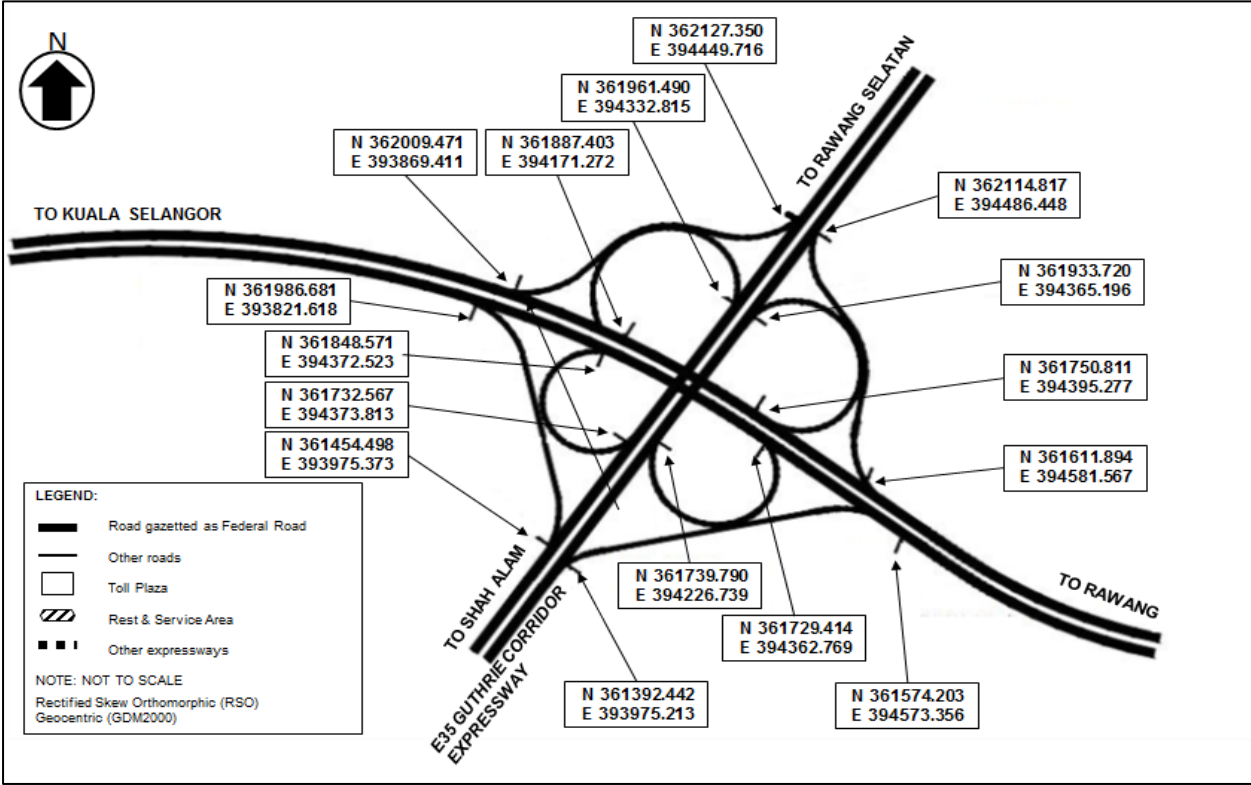 N
N 362127.350
E 394449.716
N 361961.490
E 394332.815
N 362009.471
E 393869.411
N 361887.403
E 394171.272
TO RAWANG SELATAN
N 362114.817
E 394486.448
TO KUALA SELANGOR
N 361933.720
E 394365.196
N 361986.681
E 393821.618
N 361848.571
E 394372.523
N 361750.811
E 394395.277
N 361732.567
E 394373.813
N 361454.498
E 393975.373
N 361611.894
E 394581.567
LEGEND:
Road gazetted as Federal Road
Other roads
Toll Plaza
Rest & Service Area
Other expressways
NOTE: NOT TO SCALE
Rectified Skew Orthomorphic (RSO)
Geocentric (GDM2000)
TO SHAH ALAM
E35 GUTHRIE CORRIDOR
EXPRESSWAY
N 361739.790
E 394226.739
N 361729.414
E 394362.769
TO RAWANG
N 361392.442
E 393975.213
N 361574.203
E 394573.356